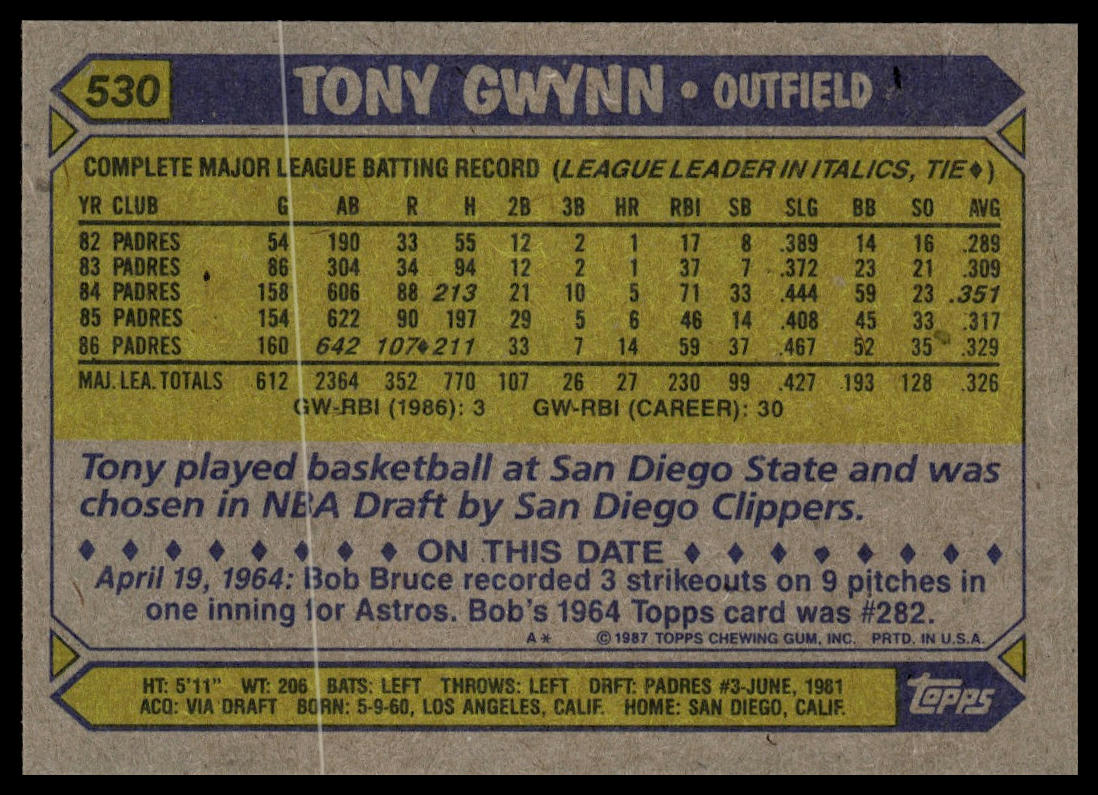 530 TONY GWYNN • OUTFIELD
COMPLETE MAJOR LEAGUE BATTING RECORD (LEAGUE LEADER IN ITALICS, TIE♦)
YR CLUB G AB R H 2B 3B HR RBI SB SLG BB SO AVG
82 PADRES 54 190 33 55 12 2 1 17 8 .389 14 16 .289
83 PADRES 86 304 34 94 12 2 1 37 7 .372 23 21 .309
84 PADRES 158 606 88 213 21 10 5 71 33 .444 59 23 .351
85 PADRES 154 622 90 197 29 5 6 46 14 .408 45 33 .317
86 PADRES 160 642 107♦ 211 33 7 14 59 37 .467 52 35 .329
MAJ. LEA. TOTALS 612 2364 352 770 107 26 27 230 99 .427 193 128 .326
GW-RBI (1986): 3 GW-RBI (CAREER): 30
Tony played basketball at San Diego State and was
chosen in NBA Draft by San Diego Clippers.
♦ ♦ ♦ ♦ ♦ ♦ ♦ ♦ ON THIS DATE ♦ ♦ ♦ ♦ ♦ ♦ ♦ ♦
April 19, 1964: Bob Bruce recorded 3 strikeouts on 9 pitches in
one inning for Astros. Bob's 1964 Topps card was #282.
A* © 1987 TOPPS CHEWING GUM, INC. PRTD. IN U.S.A.
HT: 5'11" WT: 206 BATS: LEFT THROWS: LEFT DRFT: PADRES #3-JUNE, 1981
ACQ: VIA DRAFT BORN: 5-9-60, LOS ANGELES, CALIF. HOME: SAN DIEGO, CALIF.
topps